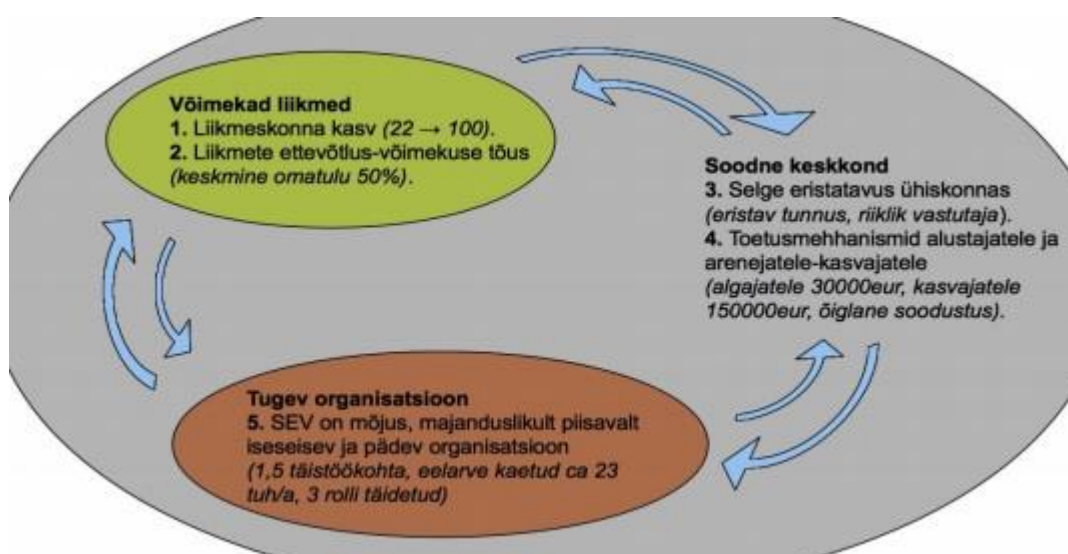 Võimekad liikmed
1. Liikmeskonna kasv (22 → 100).
2. Liikmete ettevõtlus-võimekuse tõus
(keskmine omatulu 50%).
Soodne keskkond
3. Selge eristatavus ühiskonnas
(eristav tunnus, riiklik vastutaja).
4. Toetusmehhanismid alustajatele ja
arenejatele-kasvajatele
(algajatele 30000eur, kasvajatele
150000eur, õiglane soodustus).
Tugev organisatsioon
5. SEV on mõjus, majanduslikult piisavalt
iseseisev ja pädev organisatsioon
(1,5 täistöökohta, eelarve kaetud ca 23
tuh/a, 3 rolli täidetud)